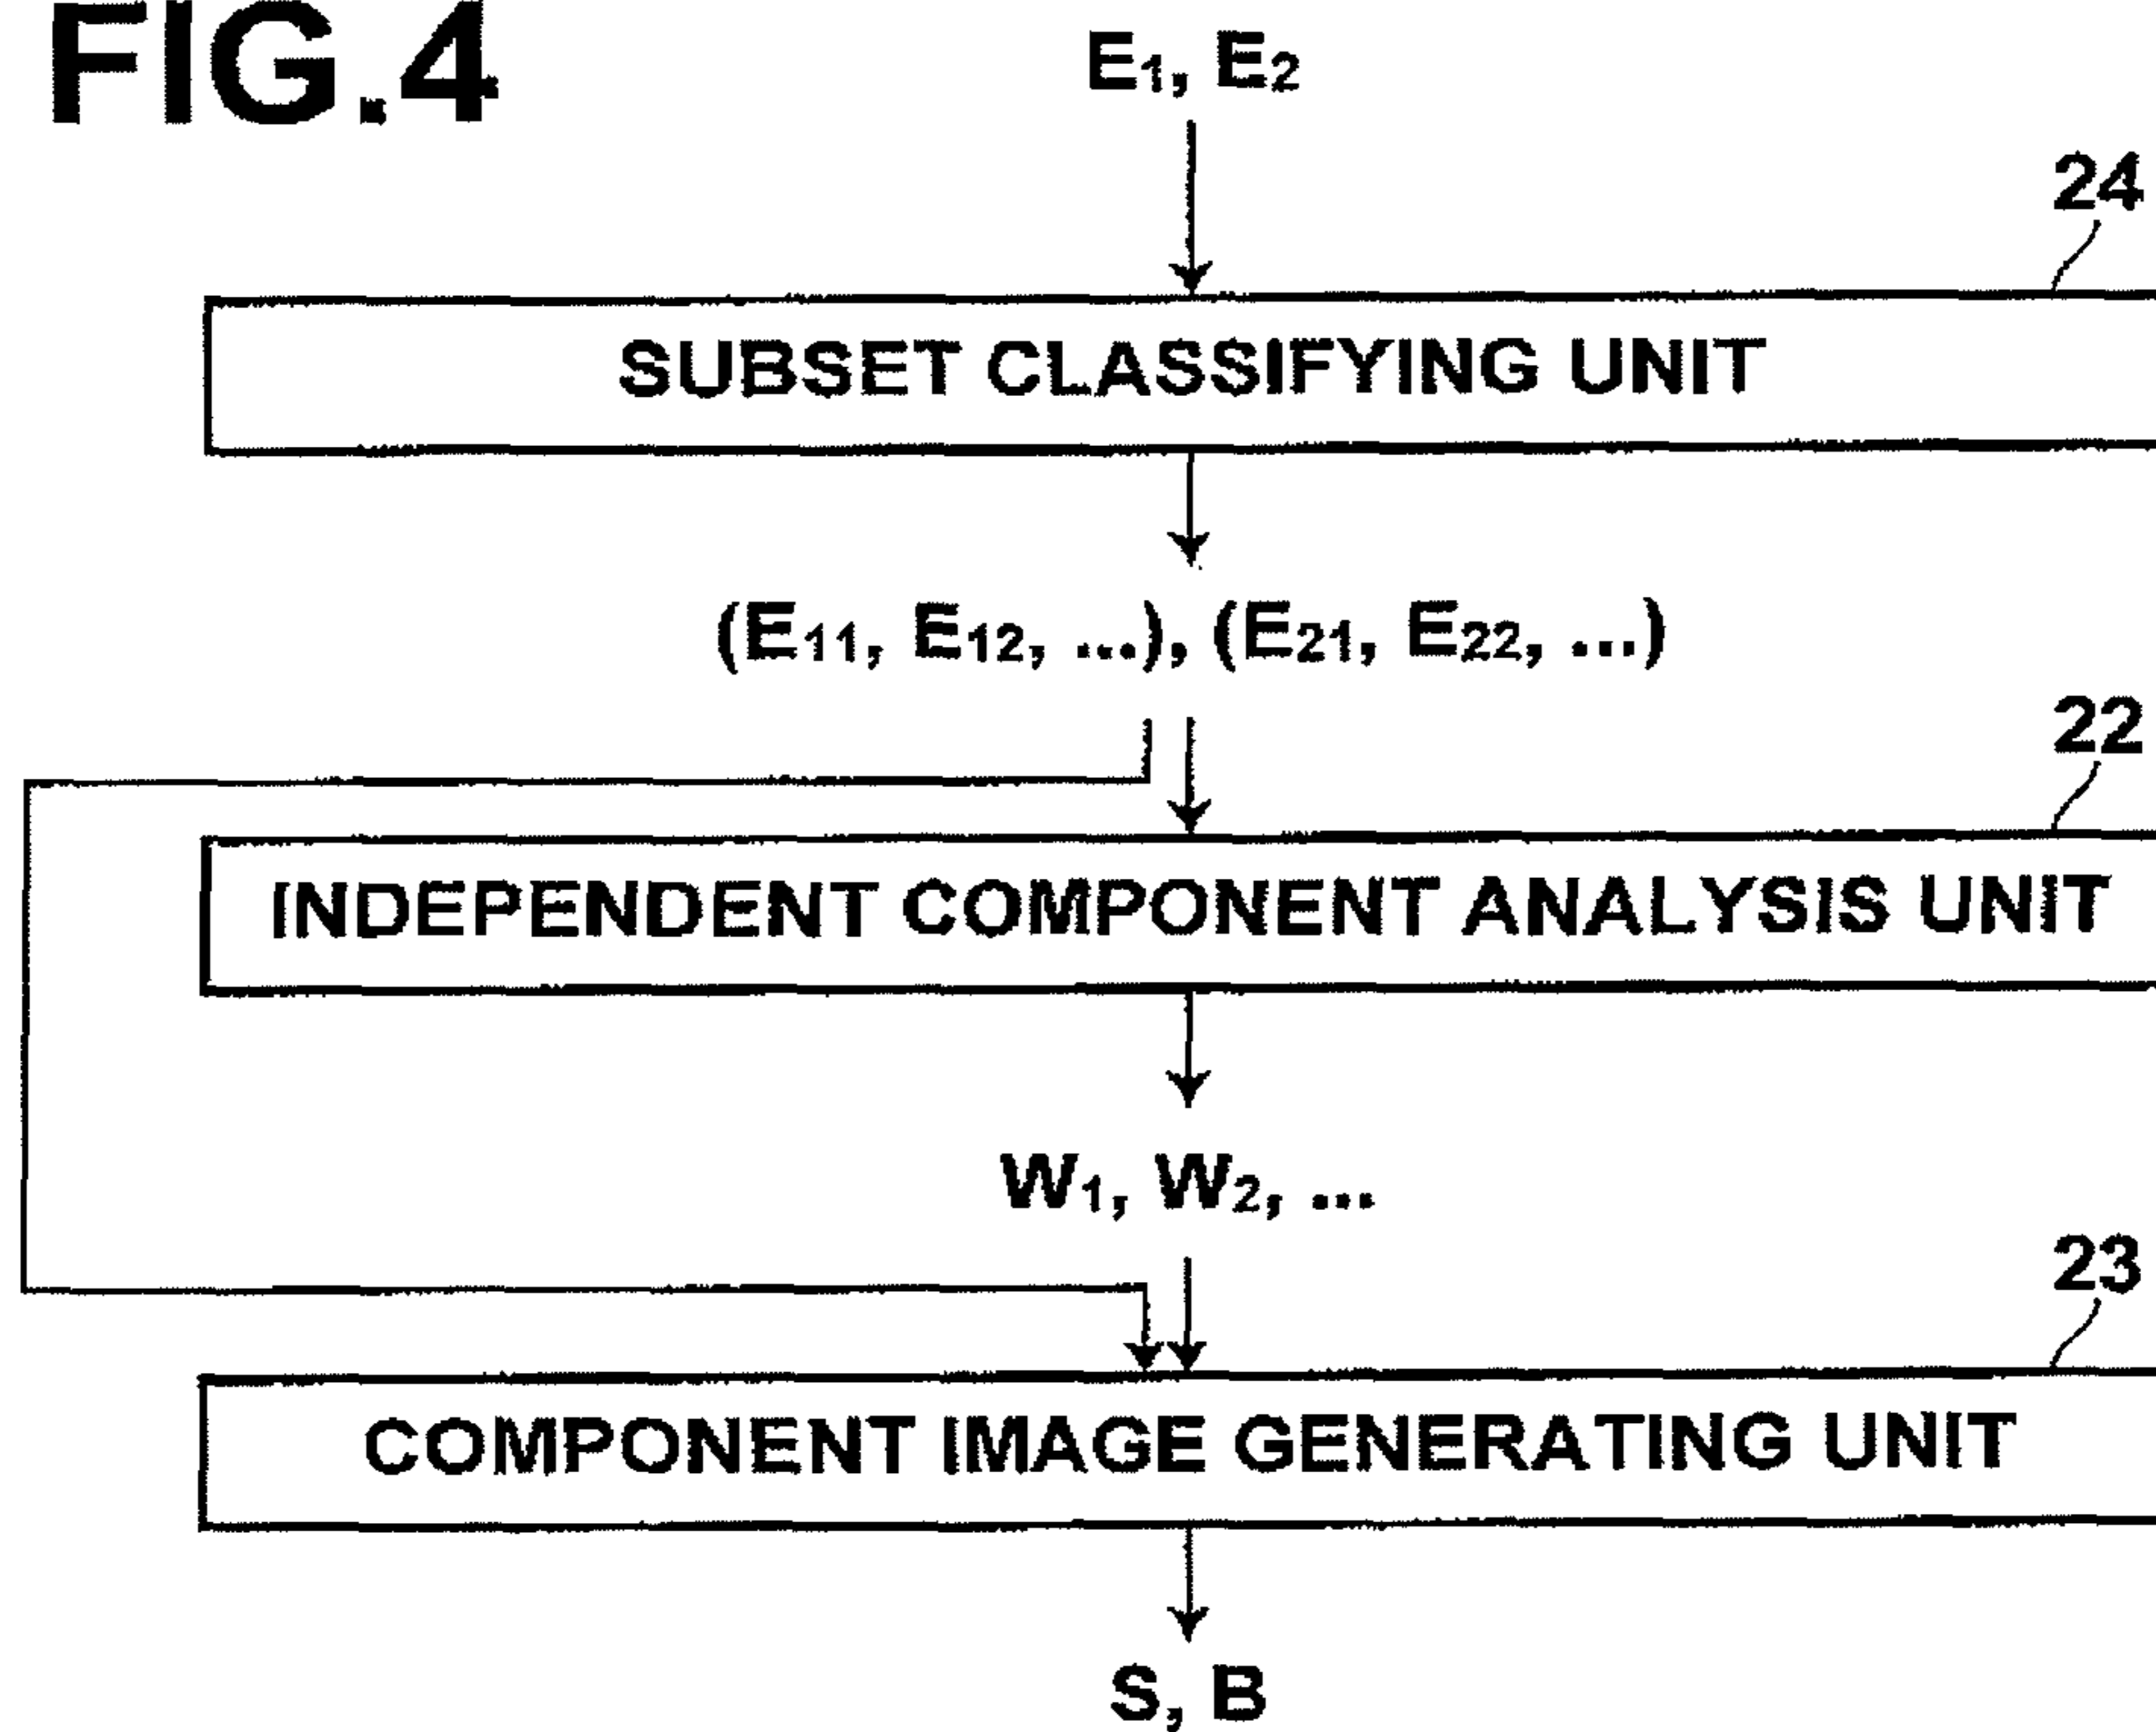 FIG.4
E1, E2
24
SUBSET CLASSIFYING UNIT
(E11, E12, ...), (E21, E22, ...)
22
INDEPENDENT COMPONENT ANALYSIS UNIT
W1, W2, ...
23
COMPONENT IMAGE GENERATING UNIT
S, B